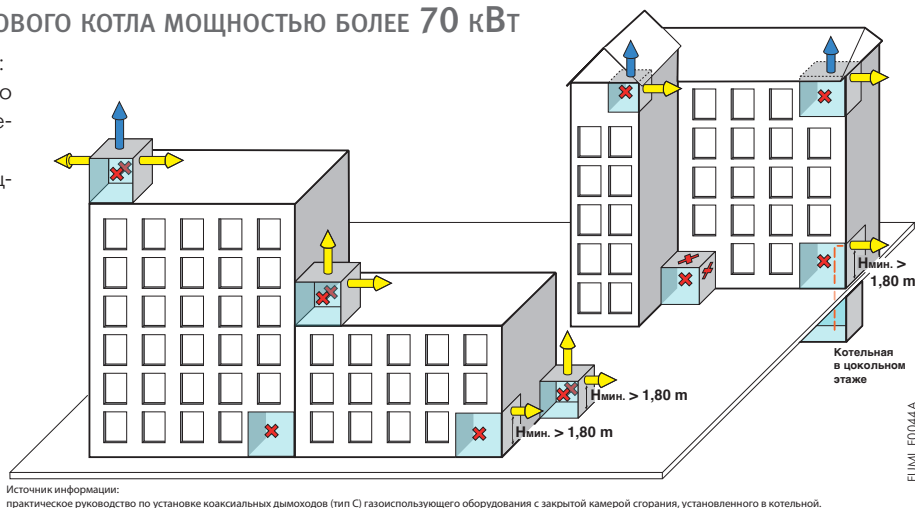 ОВОГО КОТЛА МОЩНОСТЬЮ БОЛЕЕ 70 КВТ
:
О
е-
ц-
Hмин. >
1,80 m
Котельная
в цокольном
этаже
Hмин. > 1,80 m
Hмин. > 1,80 m
Источник информации:
практическое руководство по установке коаксиальных дымоходов (тип C) газоиспользующего оборудования с закрытой камерой сгорания, установленного в котельной.